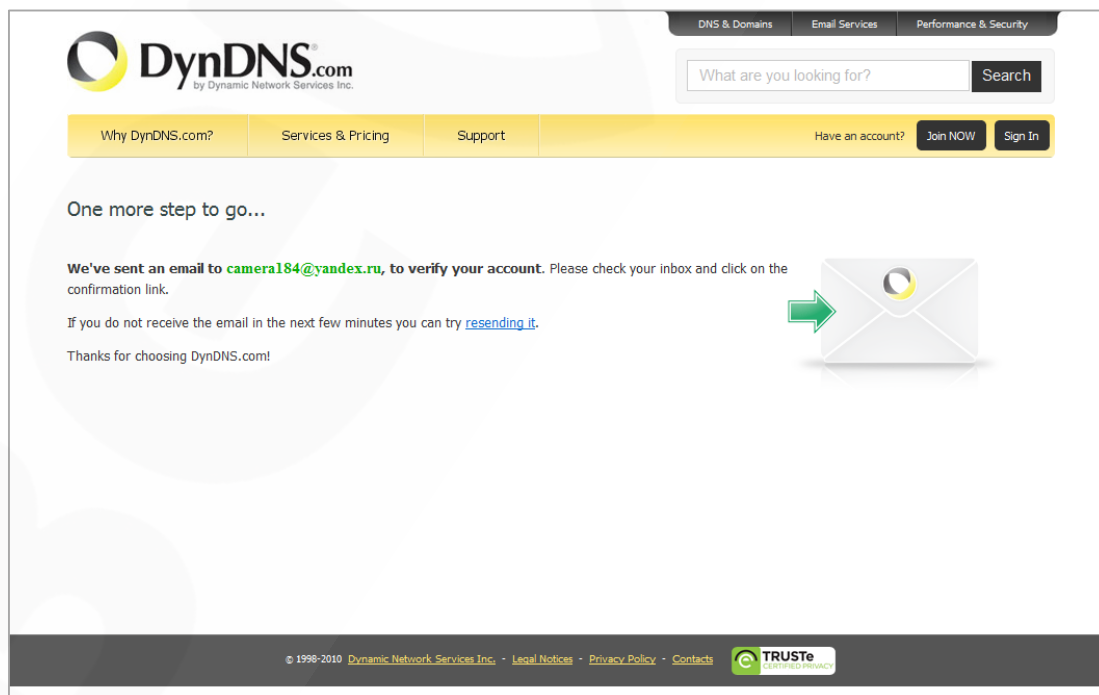 DNS & Domains Email Services Performance & Security
DynDNS.com
by Dynamic Network Services Inc.
What are you looking for? Search
Why DynDNS.com? Services & Pricing Support Have an account? Join NOW Sign In
One more step to go...
We've sent an email to camera184@yandex.ru, to verify your account. Please check your inbox and click on the
confirmation link.
If you do not receive the email in the next few minutes you can try resending it.
Thanks for choosing DynDNS.com!
© 1998-2010 Dynamic Network Services Inc. - Legal Notices - Privacy Policy - Contacts
TRUSTe
CERTIFIED PRIVACY